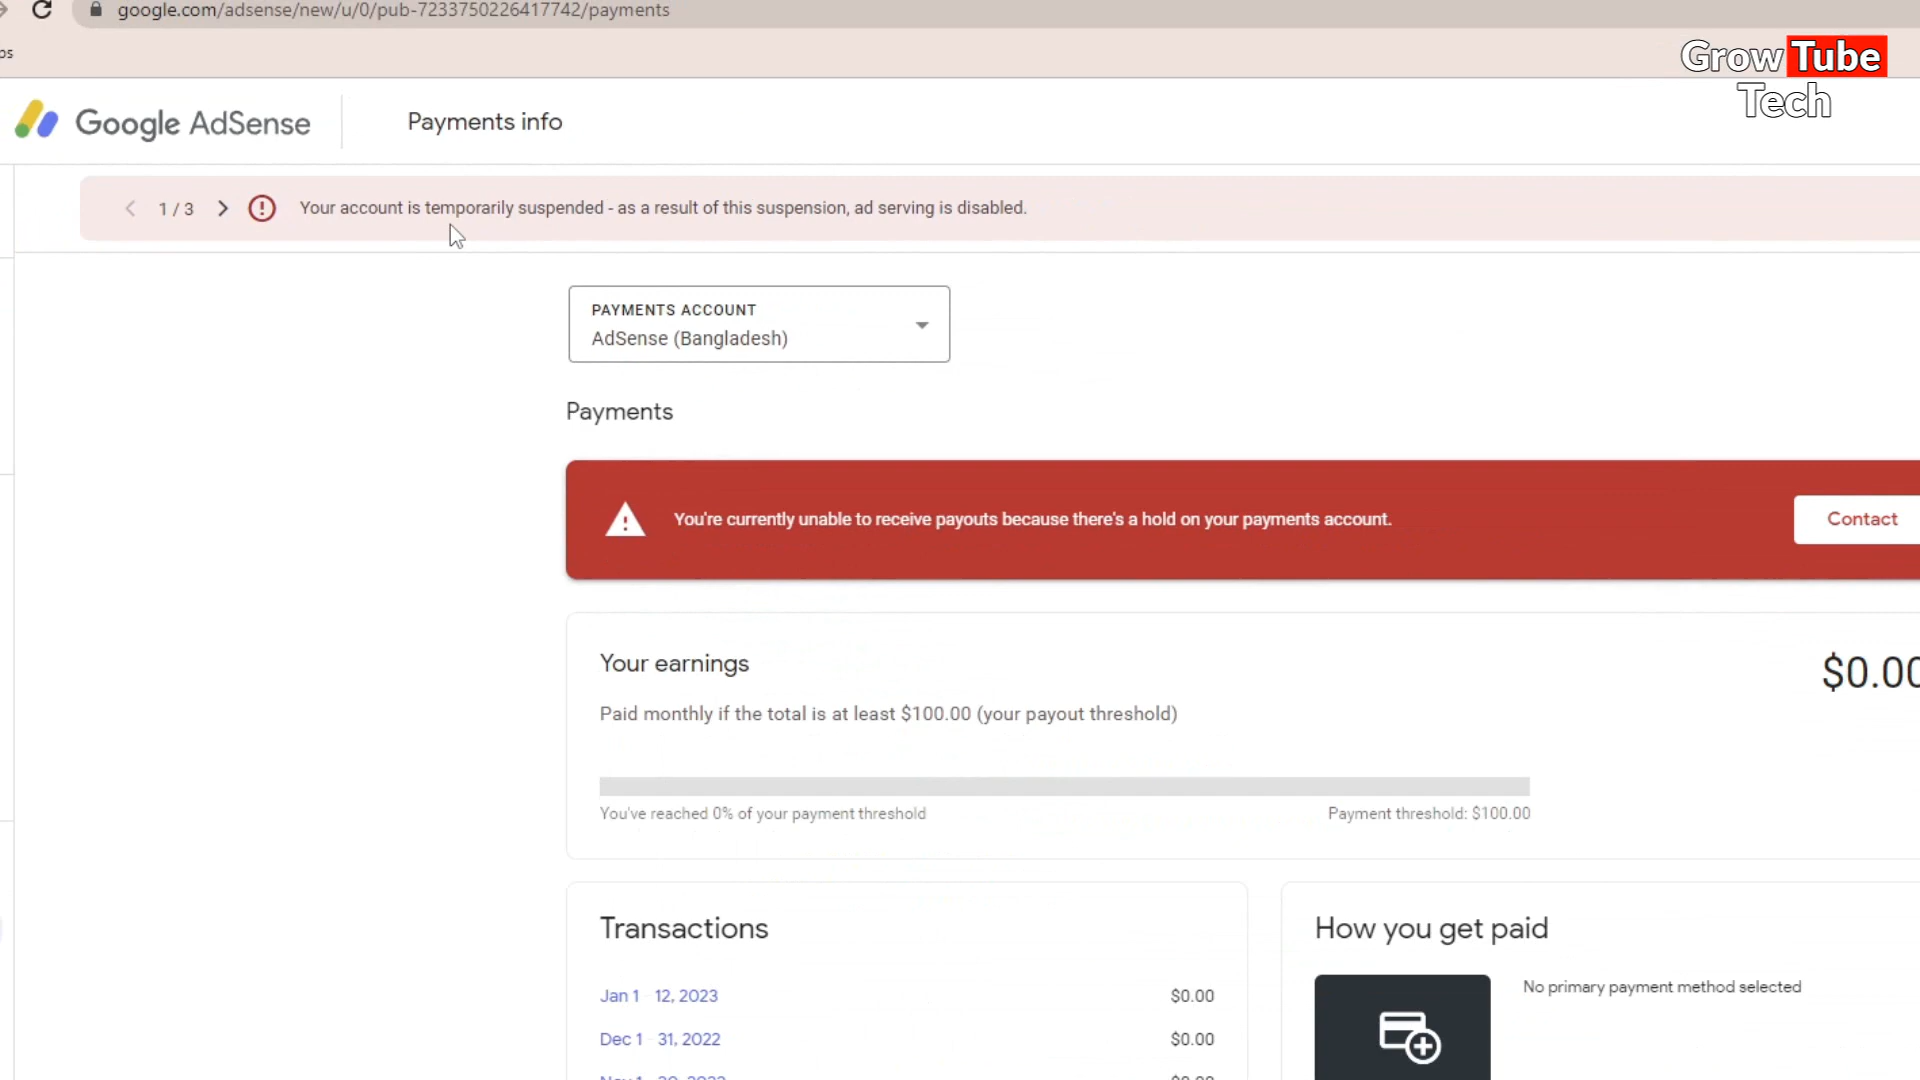 google.com/adsense/new/u/0/pub-7233750226417742/payments
Grow Tube
Tech
Google AdSense
Payments info
1 / 3
Your account is temporarily suspended - as a result of this suspension, ad serving is disabled.
PAYMENTS ACCOUNT
AdSense (Bangladesh)
Payments
You're currently unable to receive payouts because there's a hold on your payments account.
Contact
Your earnings
$0.00
Paid monthly if the total is at least $100.00 (your payout threshold)
You've reached 0% of your payment threshold
Payment threshold: $100.00
Transactions
How you get paid
Jan 1 12, 2023
$0.00
No primary payment method selected
Dec 1 31, 2022
$0.00